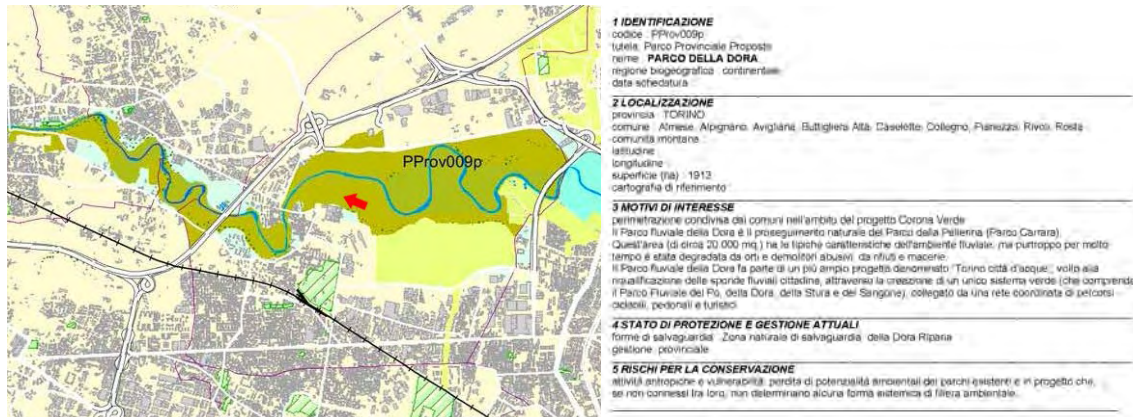 PProv009p
1 IDENTIFICAZIONE
codice : PProv009p
tutela: Parco Provinciale Proposto
nome : PARCO DELLA DORA
regione biogeografica : continentale
data schedatura :
2 LOCALIZZAZIONE
provincia : TORINO
comune : Almese, Alpignano, Avigliana, Buttigliera Alta, Caselette, Collegno, Pianezza, Rivoli, Rosta
comunità montana :
latitudine :
longitudine :
superficie (ha) : 1913
cartografia di riferimento :
3 MOTIVI DI INTERESSE
perimetrazione condivisa dai comuni nell'ambito del progetto Corona Verde
Il Parco fluviale della Dora è il proseguimento naturale del Parco della Pellerina (Parco Carrara).
Quest'area (di circa 20.000 mq.) ha le tipiche caratteristiche dell'ambiente fluviale, ma purtroppo per molto
tempo è stata degradata da orti e demolitori abusivi, da rifiuti e macerie.
Il Parco fluviale della Dora fa parte di un più ampio progetto denominato "Torino città d'acque", volto alla
riqualificazione delle sponde fluviali cittadine, attraverso la creazione di un unico sistema verde (che comprende
il Parco Fluviale del Po, della Dora, della Stura e del Sangone), collegato da una rete coordinata di percorsi
ciclabili, pedonali e turistici.
4 STATO DI PROTEZIONE E GESTIONE ATTUALI
forme di salvaguardia : Zona naturale di salvaguardia della Dora Riparia
gestione: provinciale
5 RISCHI PER LA CONSERVAZIONE
attività antropiche e vulnerabilità: perdita di potenzialità ambientali dei parchi esistenti e in progetto che,
se non connessi tra loro, non determinano alcuna forma sistemica di filiera ambientale.